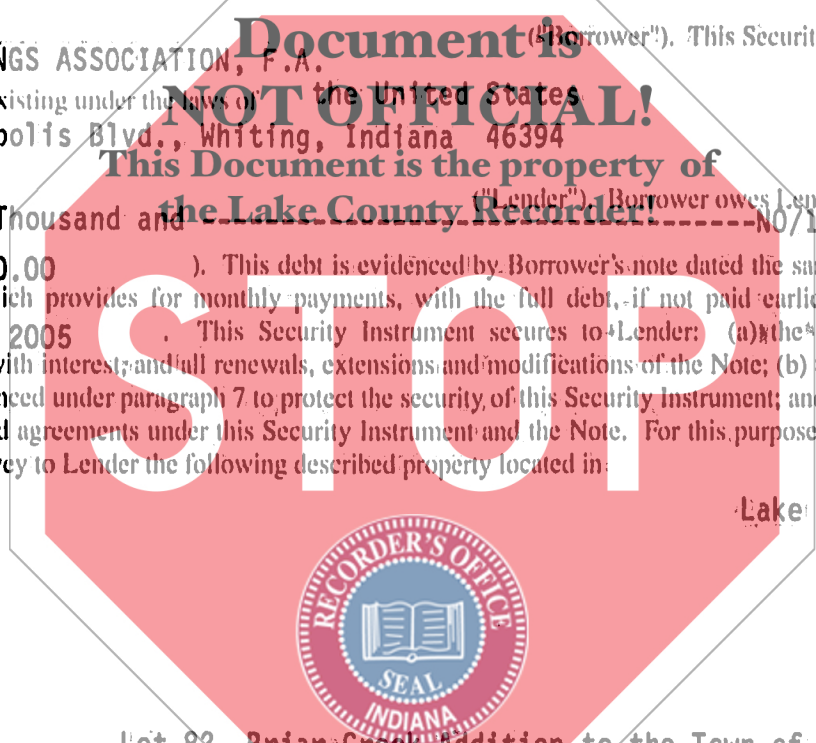 Document is
("Borrower"). This Securit
NGS ASSOCIATION, F.A.
xisting under the laws of the United States
NOT OFFICIAL!
polis Blvd., Whiting, Indiana 46394
This Document is the property of
the Lake County Recorder!
("Lender"). Borrower owes Len
Thousand and ------------------------------------NO/1
0.00 ). This debt is evidenced by Borrower's note dated the sa
ich provides for monthly payments, with the full debt, if not paid earlie
2005 . This Security Instrument secures to Lender: (a) the
with interest, and all renewals, extensions and modifications of the Note; (b)
nced under paragraph 7 to protect the security of this Security Instrument; and
d agreements under this Security Instrument and the Note. For this purpose
ey to Lender the following described property located in
STOP
Lake
RECORDER'S OFFICE
SEAL
INDIANA
Lot 82, Brian Creek Addition to the Town of